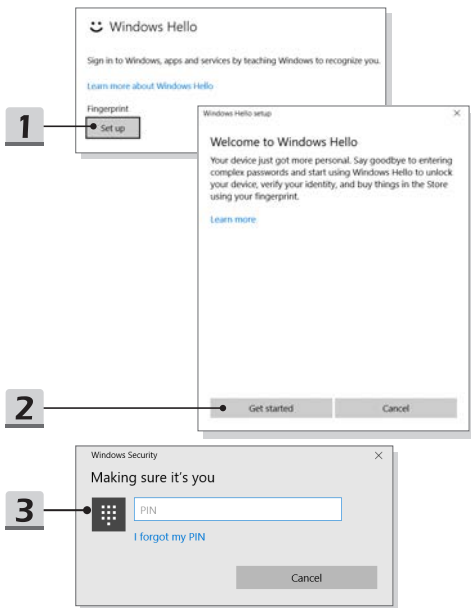 Windows Hello
Sign in to Windows, apps and services by teaching Windows to recognize you.
Learn more about Windows Hello
Fingerprint
1
Set up
Windows Hello setup
Welcome to Windows Hello
Your device just got more personal. Say goodbye to entering
complex passwords and start using Windows Hello to unlock
your device, verify your identity, and buy things in the Store
using your fingerprint.
Learn more
2
Get started
Cancel
Windows Security
Making sure it's you
3
PIN
I forgot my PIN
Cancel